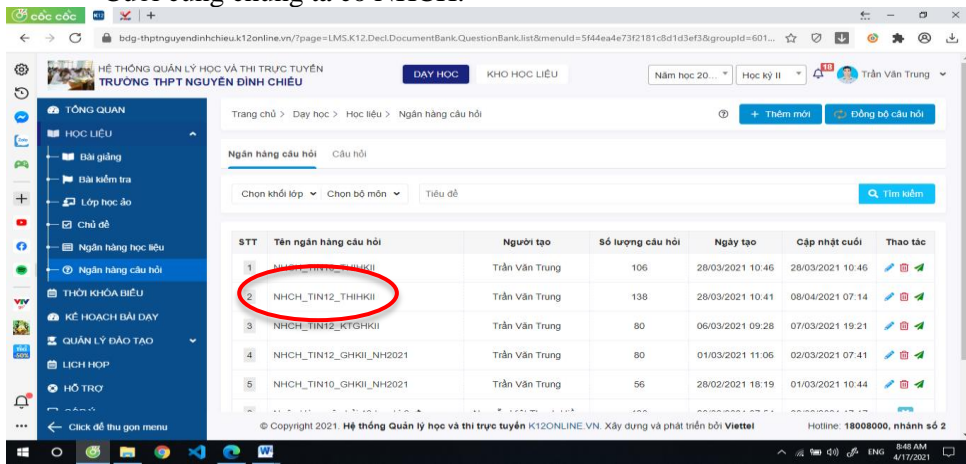 Cuối cùng chúng ta có NHCH:
cốc cốc K12 +
bdg-thptnguyendinhchieu.k12online.vn/?page=LMS.K12.Decl.DocumentBank.QuestionBank.list&menuId=5f44ea4e73f2181c8d1d3ef3&groupId=601...
HỆ THỐNG QUẢN LÝ HỌC VÀ THI TRỰC TUYẾN
TRƯỜNG THPT NGUYỄN ĐÌNH CHIỂU
DẠY HỌC KHO HỌC LIỆU Năm học 20... Học kỳ II 18 Trần Văn Trung
TỔNG QUAN
HỌC LIỆU
Bài giảng
Bài kiểm tra
Lớp học ảo
Chủ đề
Ngân hàng học liệu
Ngân hàng câu hỏi
THỜI KHÓA BIỂU
KẾ HOẠCH BÀI DẠY
QUẢN LÝ ĐÀO TẠO
LỊCH HỌP
HỖ TRỢ
Click để thu gọn menu
Trang chủ > Dạy học > Học liệu > Ngân hàng câu hỏi + Thêm mới Đồng bộ câu hỏi
Ngân hàng câu hỏi Câu hỏi
Chọn khối lớp Chọn bộ môn Tiêu đề Tìm kiếm
STT Tên ngân hàng câu hỏi Người tạo Số lượng câu hỏi Ngày tạo Cập nhật cuối Thao tác
1 NHCH_TIN10_THIHKII Trần Văn Trung 106 28/03/2021 10:46 28/03/2021 10:46
2 NHCH_TIN12_THIHKII Trần Văn Trung 138 28/03/2021 10:41 08/04/2021 07:14
3 NHCH_TIN12_KTGHKII Trần Văn Trung 80 06/03/2021 09:28 07/03/2021 19:21
4 NHCH_TIN12_GHKII_NH2021 Trần Văn Trung 80 01/03/2021 11:06 02/03/2021 07:41
5 NHCH_TIN10_GHKII_NH2021 Trần Văn Trung 56 28/02/2021 18:19 01/03/2021 10:44
© Copyright 2021. Hệ thống Quản lý học và thi trực tuyến K12ONLINE.VN. Xây dựng và phát triển bởi Viettel Hotline: 18008000, nhánh số 2
ENG 8:48 AM
4/17/2021